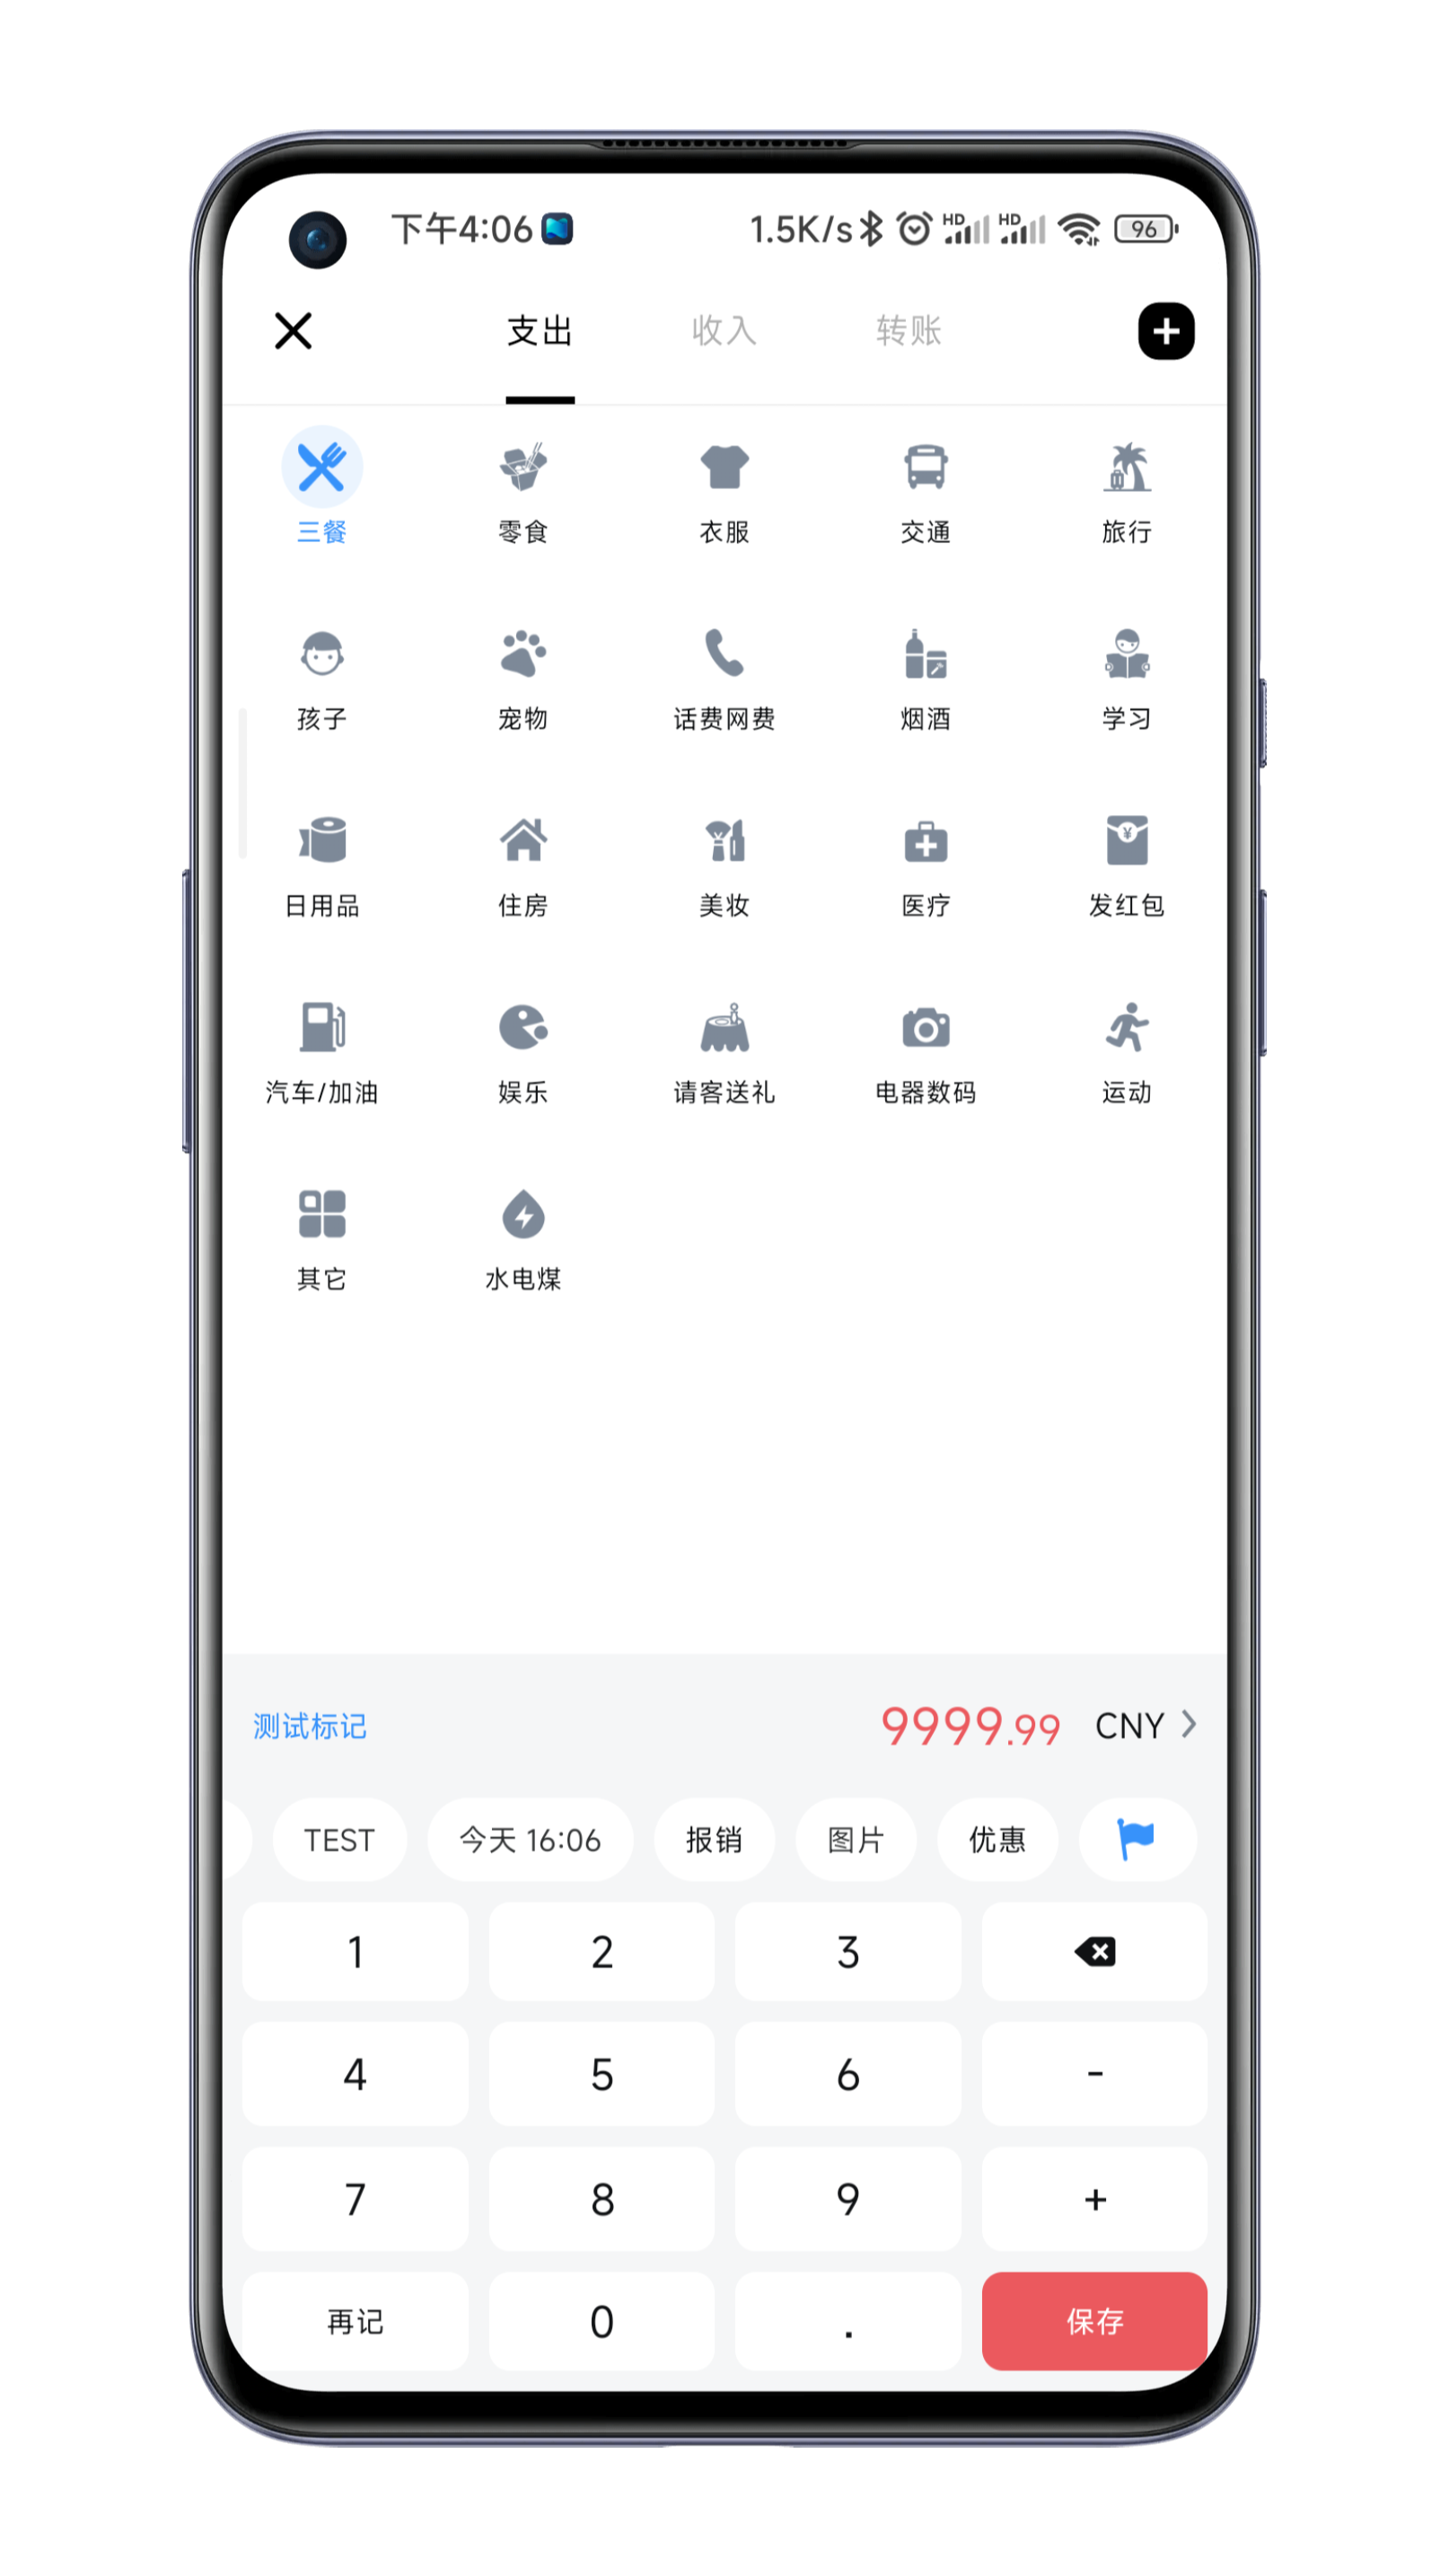 下午4:06 1.5K/s HD HD 96
支出 收入 转账
三餐 零食 衣服 交通 旅行
孩子 宠物 话费网费 烟酒 学习
¥
日用品 住房 美妆 医疗 发红包
汽车/加油 娱乐 请客送礼 电器数码 运动
其它 水电煤
测试标记 9999.99 CNY
TEST 今天 16:06 报销 图片 优惠
1 2 3
4 5 6 -
7 8 9 +
再记 0 . 保存